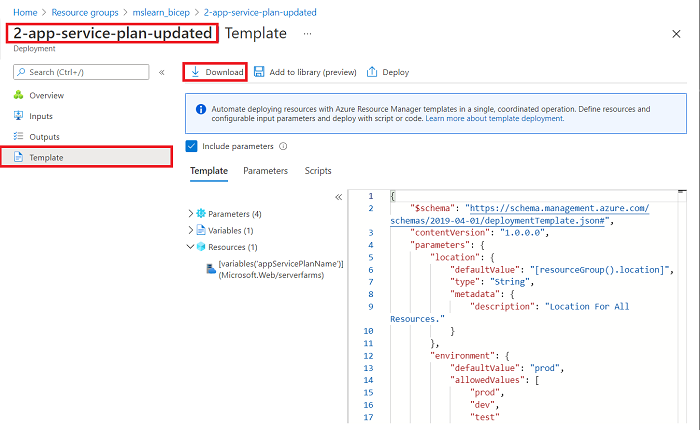 Home > Resource groups > mslearn_bicep > 2-app-service-plan-updated
2-app-service-plan-updated Template ...
Deployment
Search (Ctrl+/)
«
Download
Add to library (preview)
Deploy
Overview
Inputs
Outputs
Template
Automate deploying resources with Azure Resource Manager templates in a single, coordinated operation. Define resources and
configurable input parameters and deploy with script or code. Learn more about template deployment.
Include parameters
Template Parameters Scripts
«
Parameters (4)
Variables (1)
Resources (1)
[variables('appServicePlanName')]
(Microsoft.Web/serverfarms)
1 {
2 "$schema": "https://schema.management.azure.com/
schemas/2019-04-01/deploymentTemplate.json#",
3 "contentVersion": "1.0.0.0",
4 "parameters": {
5 "location": {
6 "defaultValue": "[resourceGroup().location]",
7 "type": "String",
8 "metadata": {
9 "description": "Location For All
Resources."
10 }
11 },
12 "environment": {
13 "defaultValue": "prod",
14 "allowedValues": [
15 "prod",
16 "dev",
17 "test"